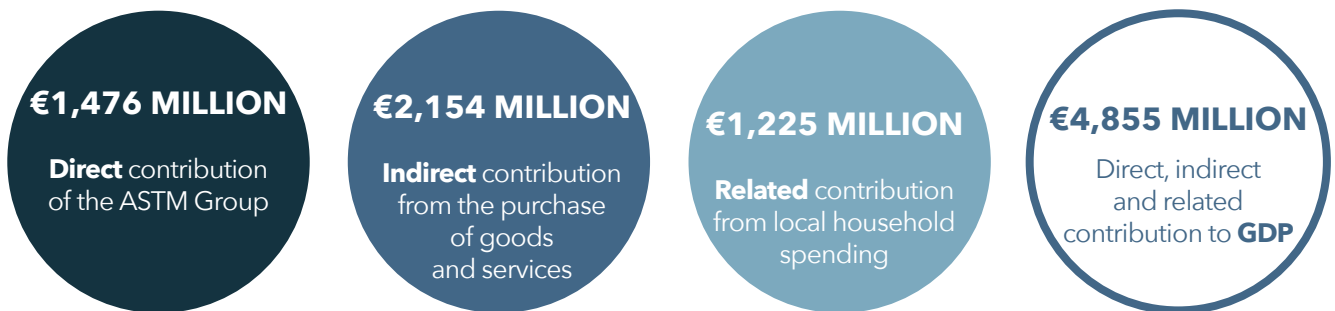 €1,476 MILLION
Direct contribution
of the ASTM Group
€2,154 MILLION
Indirect contribution
from the purchase
of goods
and services
€1,225 MILLION
Related contribution
from local household
spending
€4,855 MILLION
Direct, indirect
and related
contribution to GDP